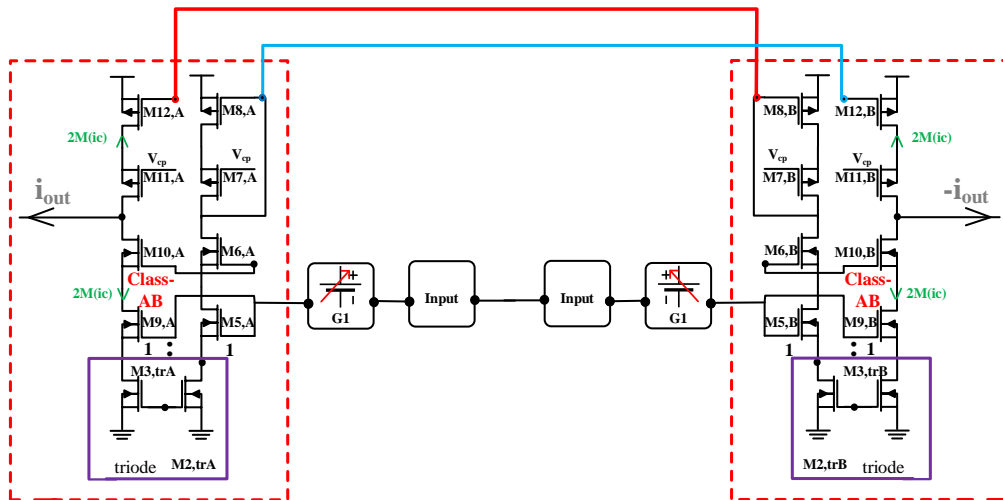 M12,A
M8,A
2M(ic)
Vcp
Vcp
M11,A
M7,A
iout
M10,A
M6,A
Class-
AB
2M(ic)
M9,A
M5,A
1 : 1
M3,trA
triode
M2,trA
+
-
G1
Input
Input
+
-
G1
M8,B
M12,B
2M(ic)
Vcp
Vcp
M7,B
M11,B
-iout
M6,B
M10,B
Class-
AB
2M(ic)
M5,B
M9,B
1 : 1
M3,trB
M2,trB
triode